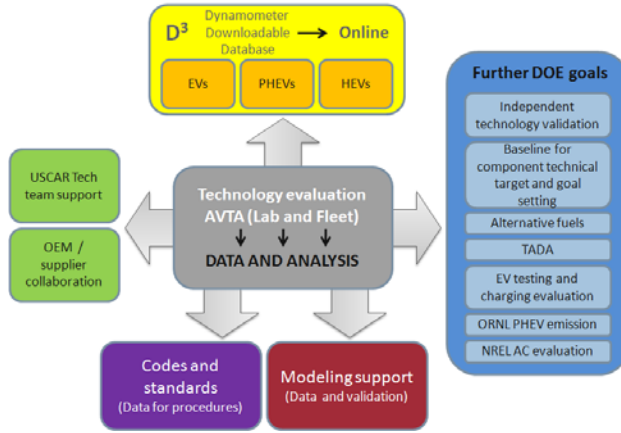 D³
Dynamometer
Downloadable
Database
Online
EVs
PHEVs
HEVs
USCAR Tech
team support
OEM /
supplier
collaboration
Technology evaluation
AVTA (Lab and Fleet)
DATA AND ANALYSIS
Codes and
standards
(Data for procedures)
Modeling support
(Data and validation)
Further DOE goals
Independent
technology validation
Baseline for
component technical
target and goal
setting
Alternative fuels
TADA
EV testing and
charging evaluation
ORNL PHEV emission
NREL AC evaluation